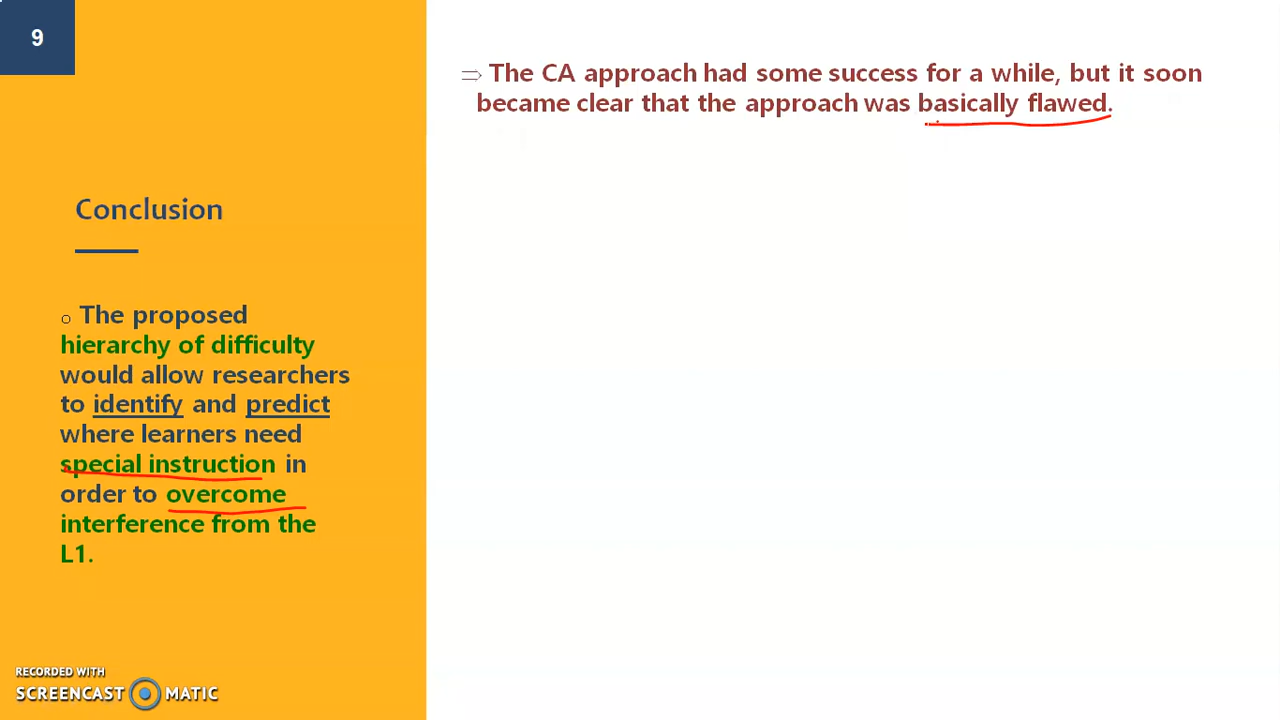 9
Conclusion
o The proposed
hierarchy of difficulty
would allow researchers
to identify and predict
where learners need
special instruction in
order to overcome
interference from the
L1.
⇒ The CA approach had some success for a while, but it soon
became clear that the approach was basically flawed.
RECORDED WITH
SCREENCAST MATIC